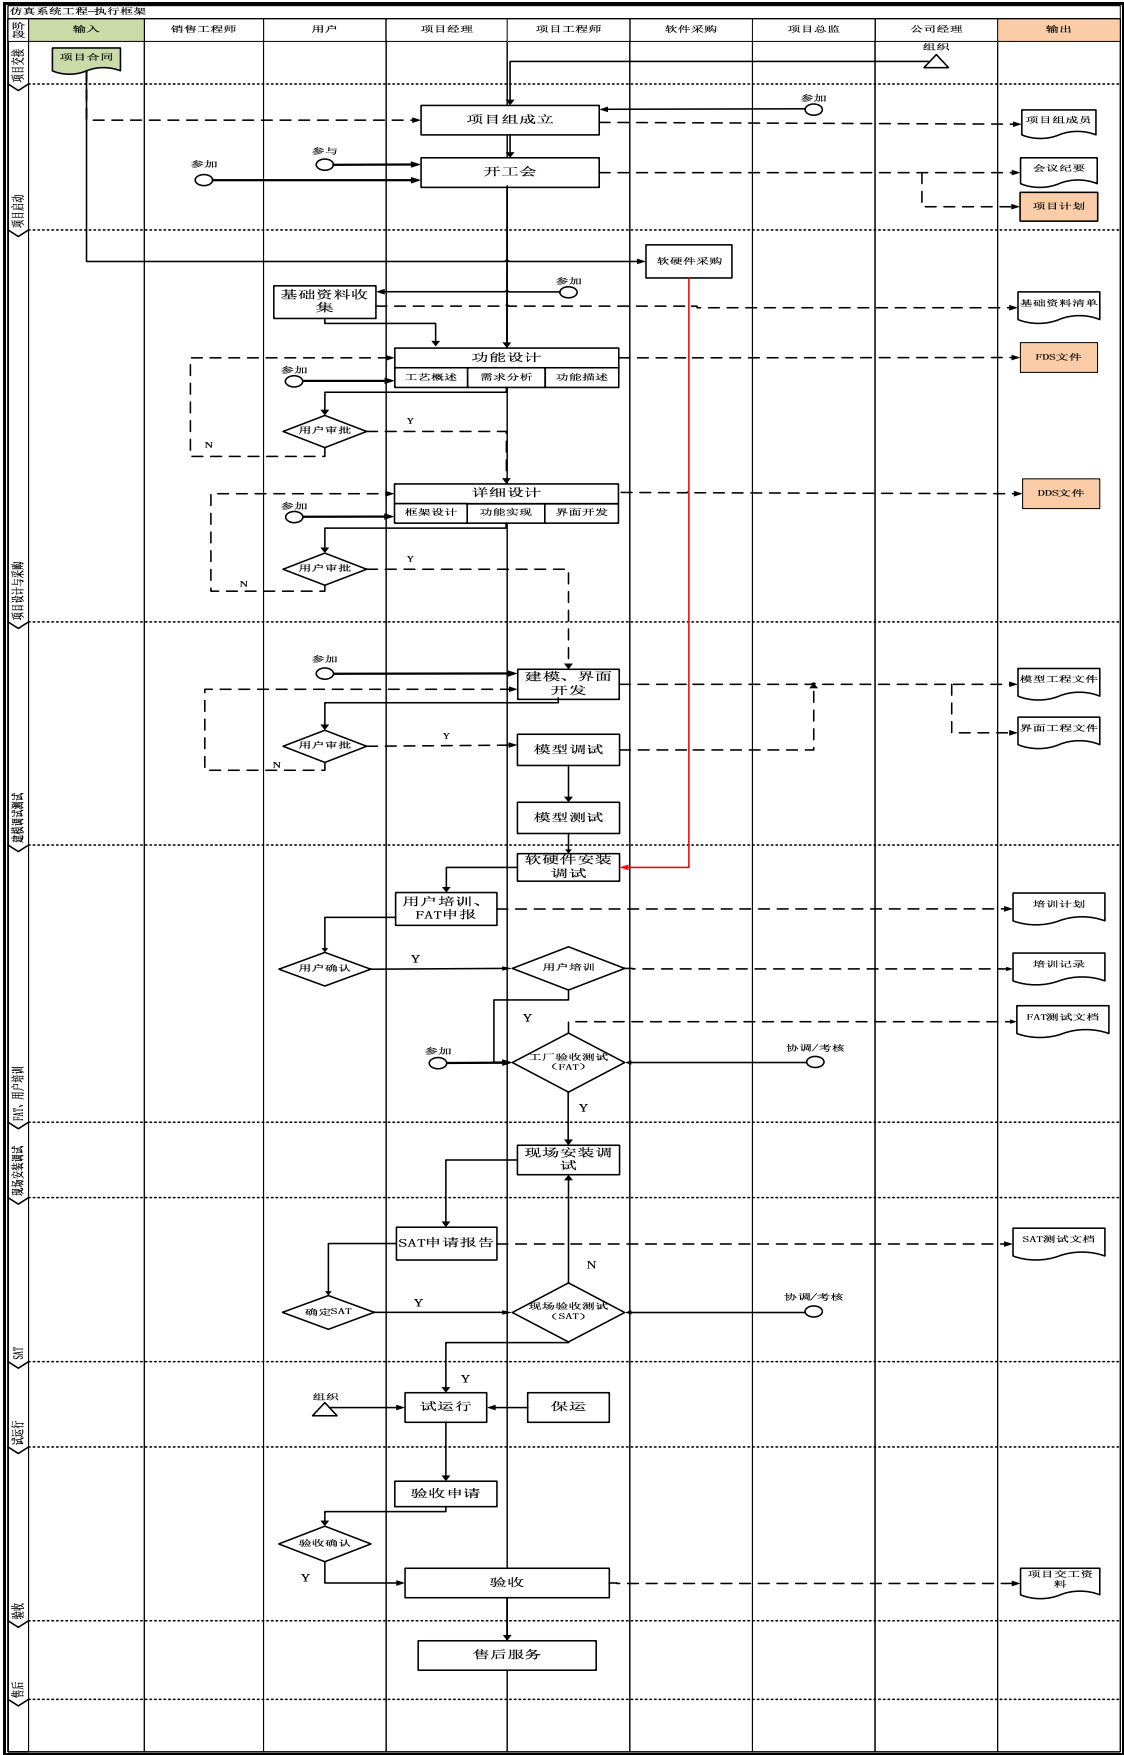 仿真系统工程-执行框架
阶段
输入
销售工程师
用户
项目经理
项目工程师
软件采购
项目总监
公司经理
输出
项目交接
项目合同
组织
项目启动
参加
项目组成立
项目组成员
参加
参与
开工会
会议纪要
项目计划
项目设计与采购
软硬件采购
基础资料收
集
参加
基础资料清单
功能设计
FDS文件
参加
工艺概述
需求分析
功能描述
用户审批
Y
N
详细设计
DDS文件
参加
框架设计
功能实现
界面开发
用户审批
Y
N
建模调试测试
参加
建模、界面
开发
模型工程文件
界面工程文件
用户审批
Y
N
模型调试
模型测试
FAT、用户培训
软硬件安装
调试
用户培训、
FAT申报
培训计划
用户确认
Y
用户培训
培训记录
Y
FAT测试文档
参加
工厂验收测试
(FAT)
协调/考核
Y
现场安装调试
现场安装调
试
SAT
SAT申请报告
SAT测试文档
N
确定SAT
Y
现场验收测试
(SAT)
协调/考核
Y
试运行
组织
试运行
保运
验收
验收申请
验收确认
Y
验收
项目交工资
料
售后
售后服务